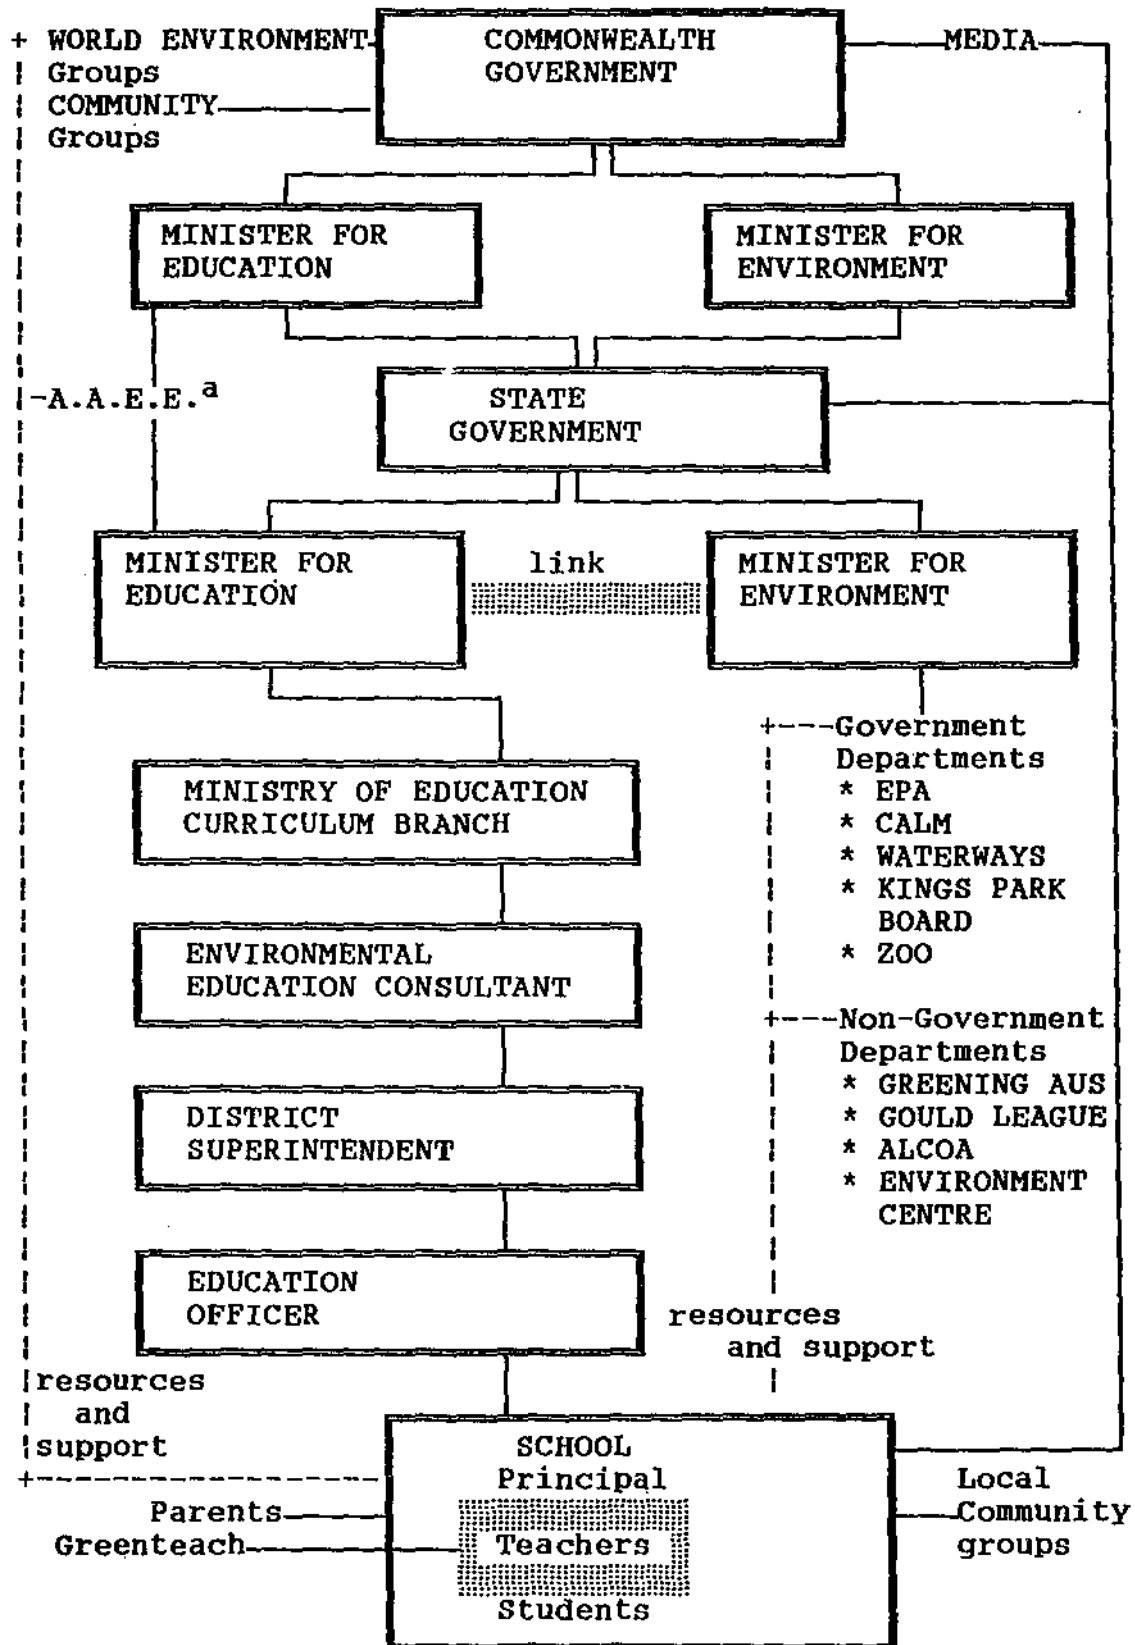 + WORLD ENVIRONMENT
Groups
COMMUNITY
Groups
COMMONWEALTH
GOVERNMENT
MEDIA
MINISTER FOR
EDUCATION
MINISTER FOR
ENVIRONMENT
-A.A.E.E.a
STATE
GOVERNMENT
MINISTER FOR
EDUCATION
link
MINISTER FOR
ENVIRONMENT
+---Government
Departments
* EPA
* CALM
* WATERWAYS
* KINGS PARK
BOARD
* ZOO
+---Non-Government
Departments
* GREENING AUS
* GOULD LEAGUE
* ALCOA
* ENVIRONMENT
CENTRE
resources
and support
MINISTRY OF EDUCATION
CURRICULUM BRANCH
ENVIRONMENTAL
EDUCATION CONSULTANT
DISTRICT
SUPERINTENDENT
EDUCATION
OFFICER
resources
and
support
SCHOOL
Principal
Teachers
Students
Parents
Greenteach
Local
Community
groups